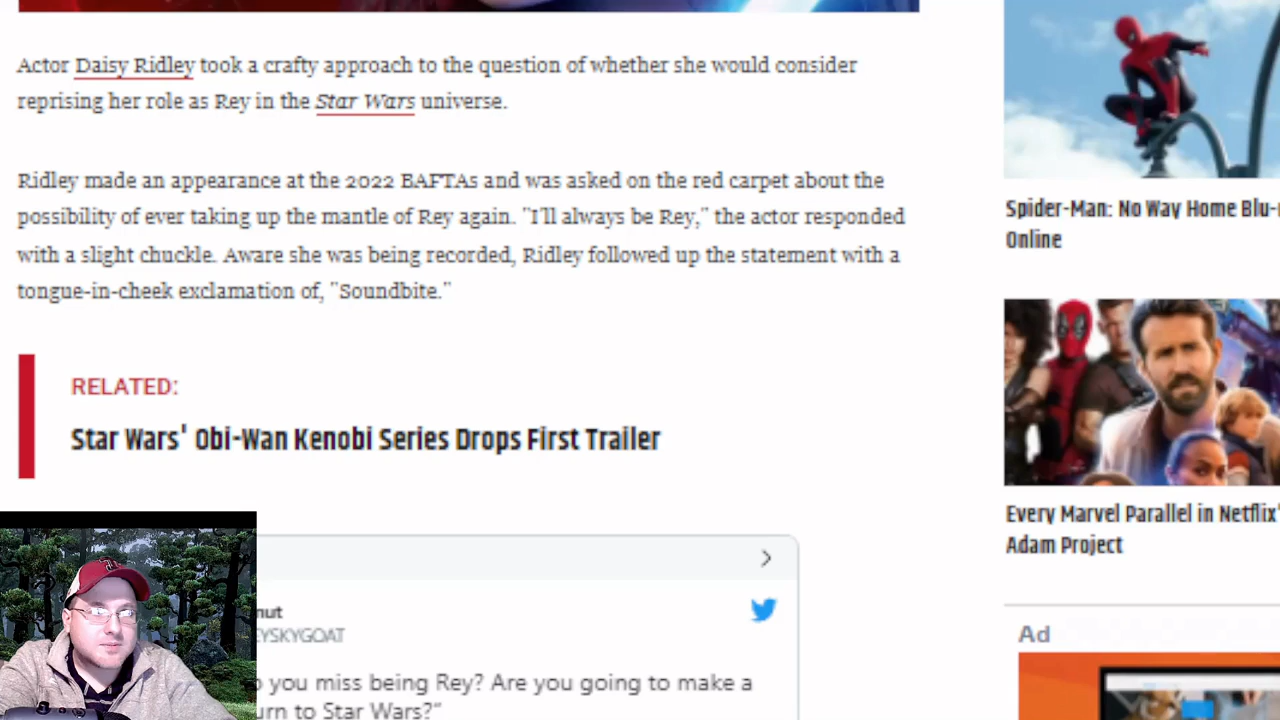 Actor Daisy Ridley took a crafty approach to the question of whether she would consider
reprising her role as Rey in the Star Wars universe.
Ridley made an appearance at the 2022 BAFTAs and was asked on the red carpet about the
possibility of ever taking up the mantle of Rey again. "I'll always be Rey," the actor responded
with a slight chuckle. Aware she was being recorded, Ridley followed up the statement with a
tongue-in-cheek exclamation of, "Soundbite."
RELATED:
Star Wars' Obi-Wan Kenobi Series Drops First Trailer
nut
EYSKYGOAT
you miss being Rey? Are you going to make a
urn to Star Wars?"
Spider-Man: No Way Home Blu-
Online
Every Marvel Parallel in Netflix'
Adam Project
Ad